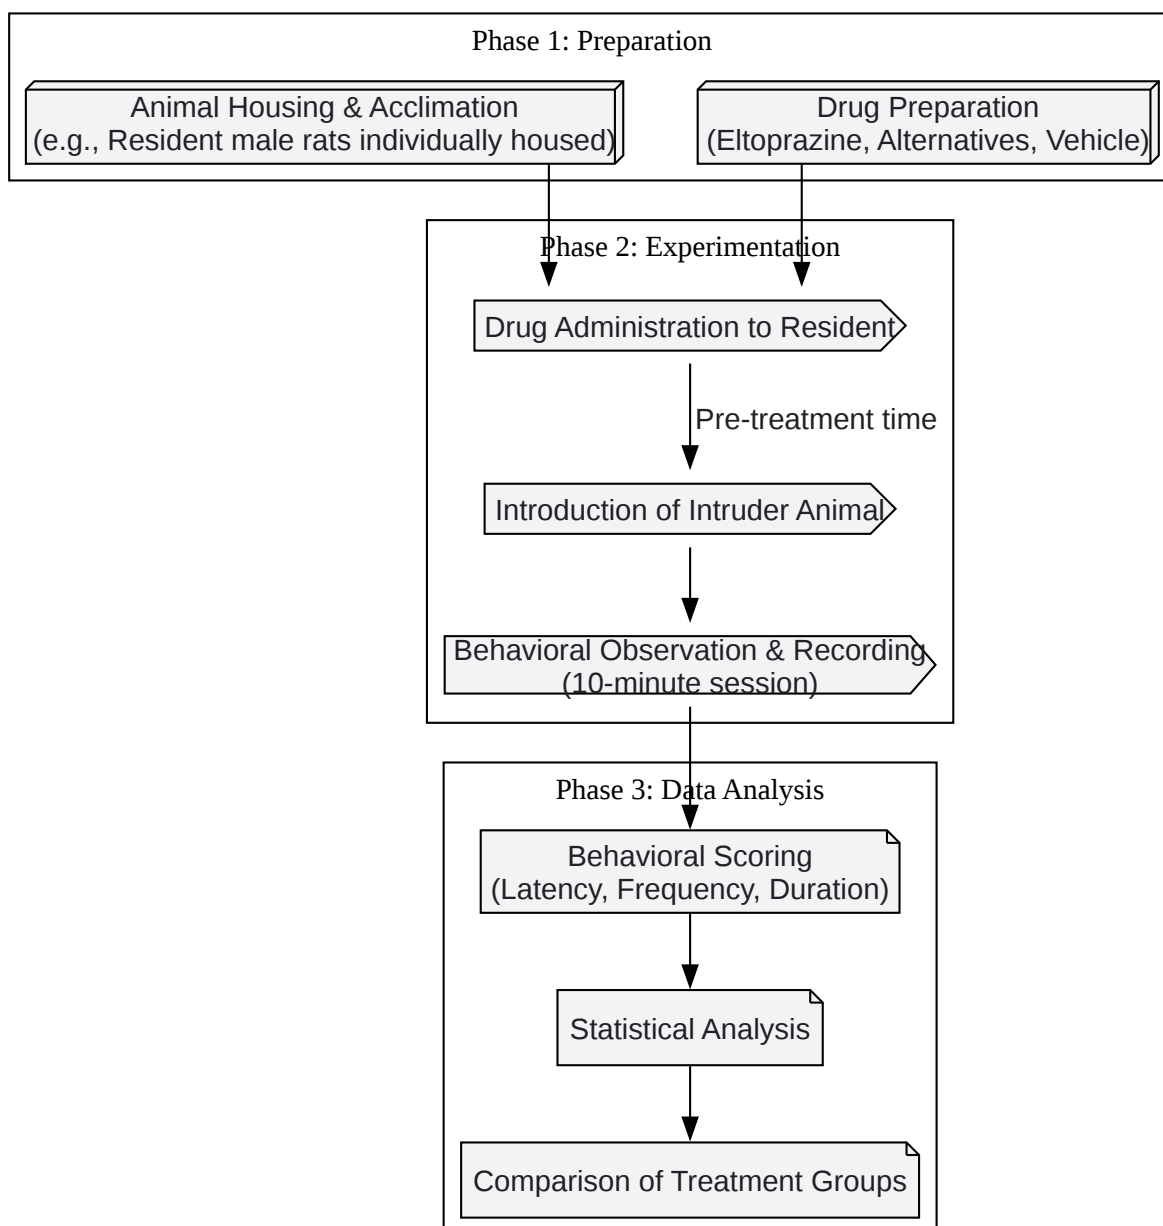 Phase 1: Preparation
Animal Housing & Acclimation
(e.g., Resident male rats individually housed)
Drug Preparation
(Eltoprazine, Alternatives, Vehicle)
Phase 2: Experimentation
Drug Administration to Resident
Pre-treatment time
Introduction of Intruder Animal
Behavioral Observation & Recording
(10-minute session)
Phase 3: Data Analysis
Behavioral Scoring
(Latency, Frequency, Duration)
Statistical Analysis
Comparison of Treatment Groups